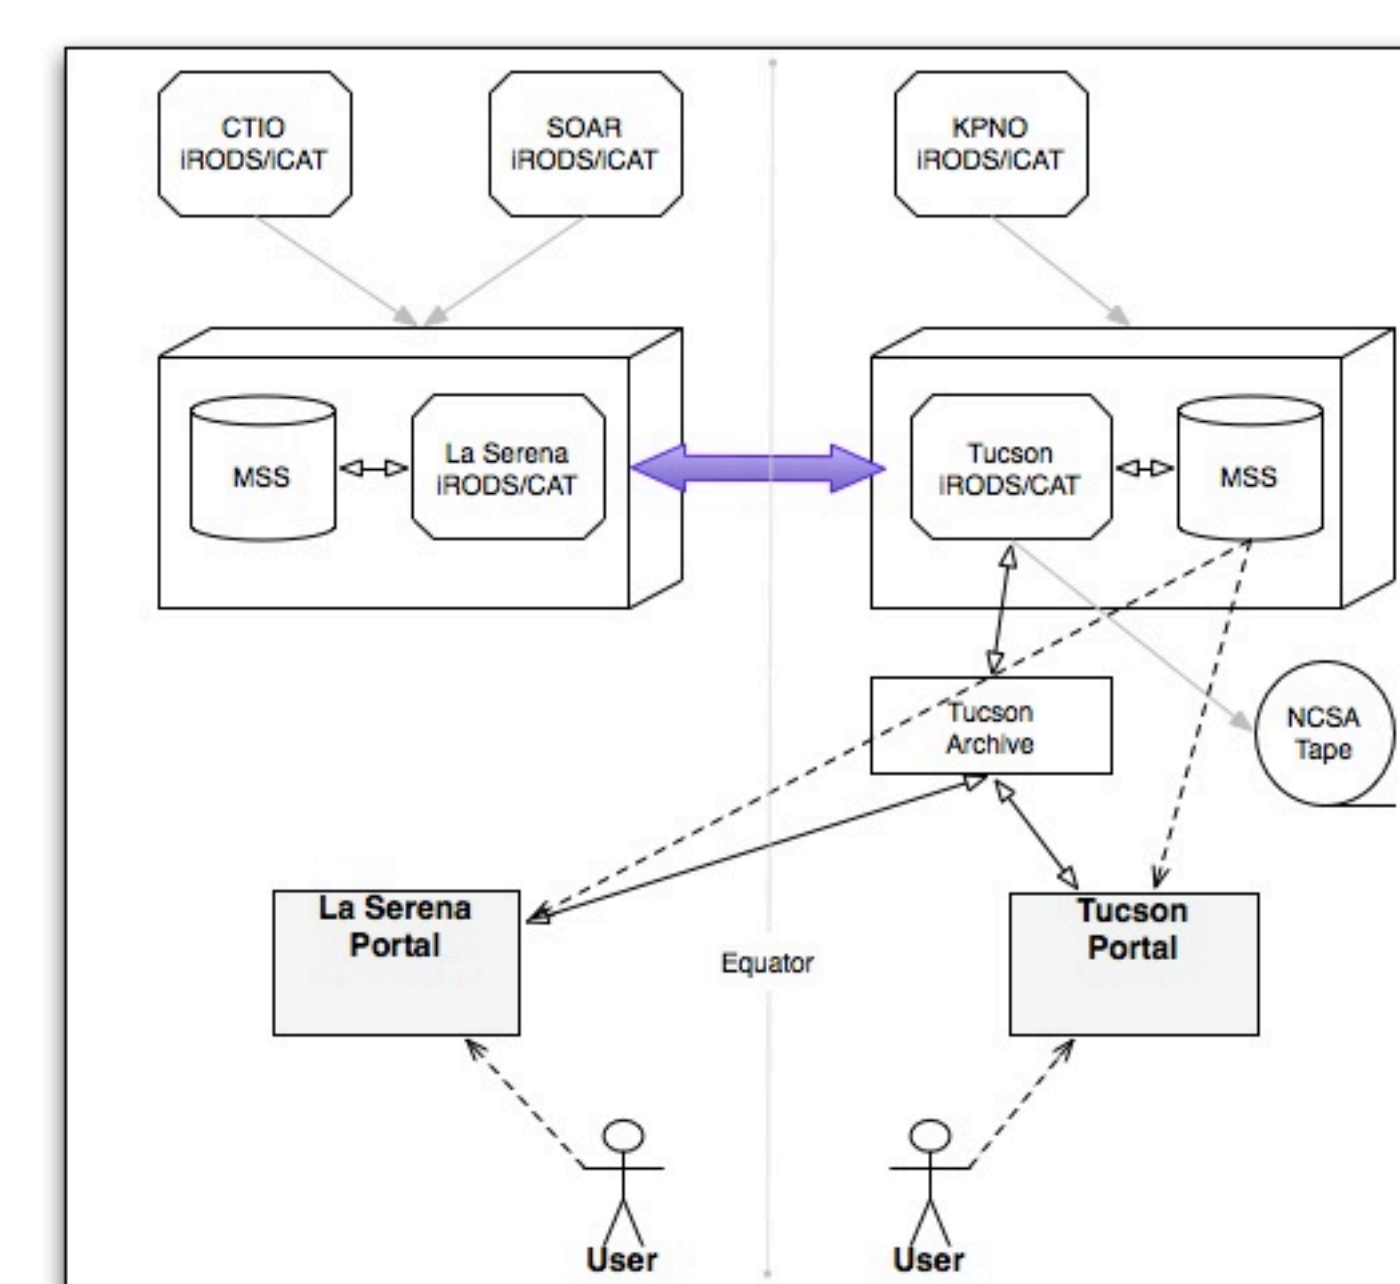 CTIO
iRODS/iCAT
SOAR
iRODS/iCAT
KPNO
iRODS/iCAT
MSS
La Serena
iRODS/CAT
Tucson
iRODS/CAT
MSS
Tucson
Archive
NCSA
Tape
La Serena
Portal
Equator
Tucson
Portal
User
User